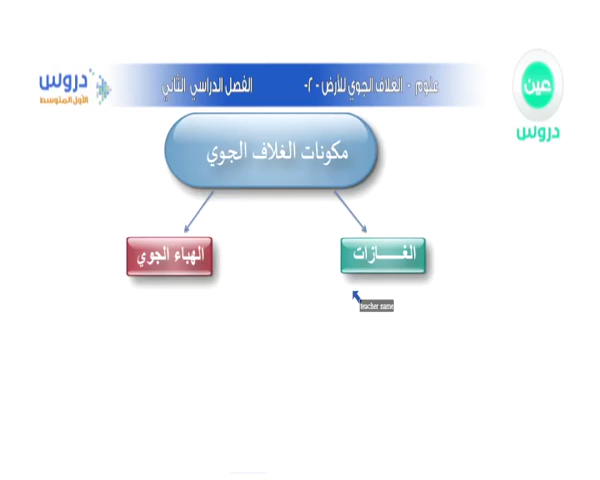 علوم - الغلاف الجوي للأرض - ٢-
الفصل الدراسي الثاني
دروس
الأول المتوسط
عين
دروس
مكونات الغلاف الجوي
الغـــازات
الهباء الجوي
teacher name